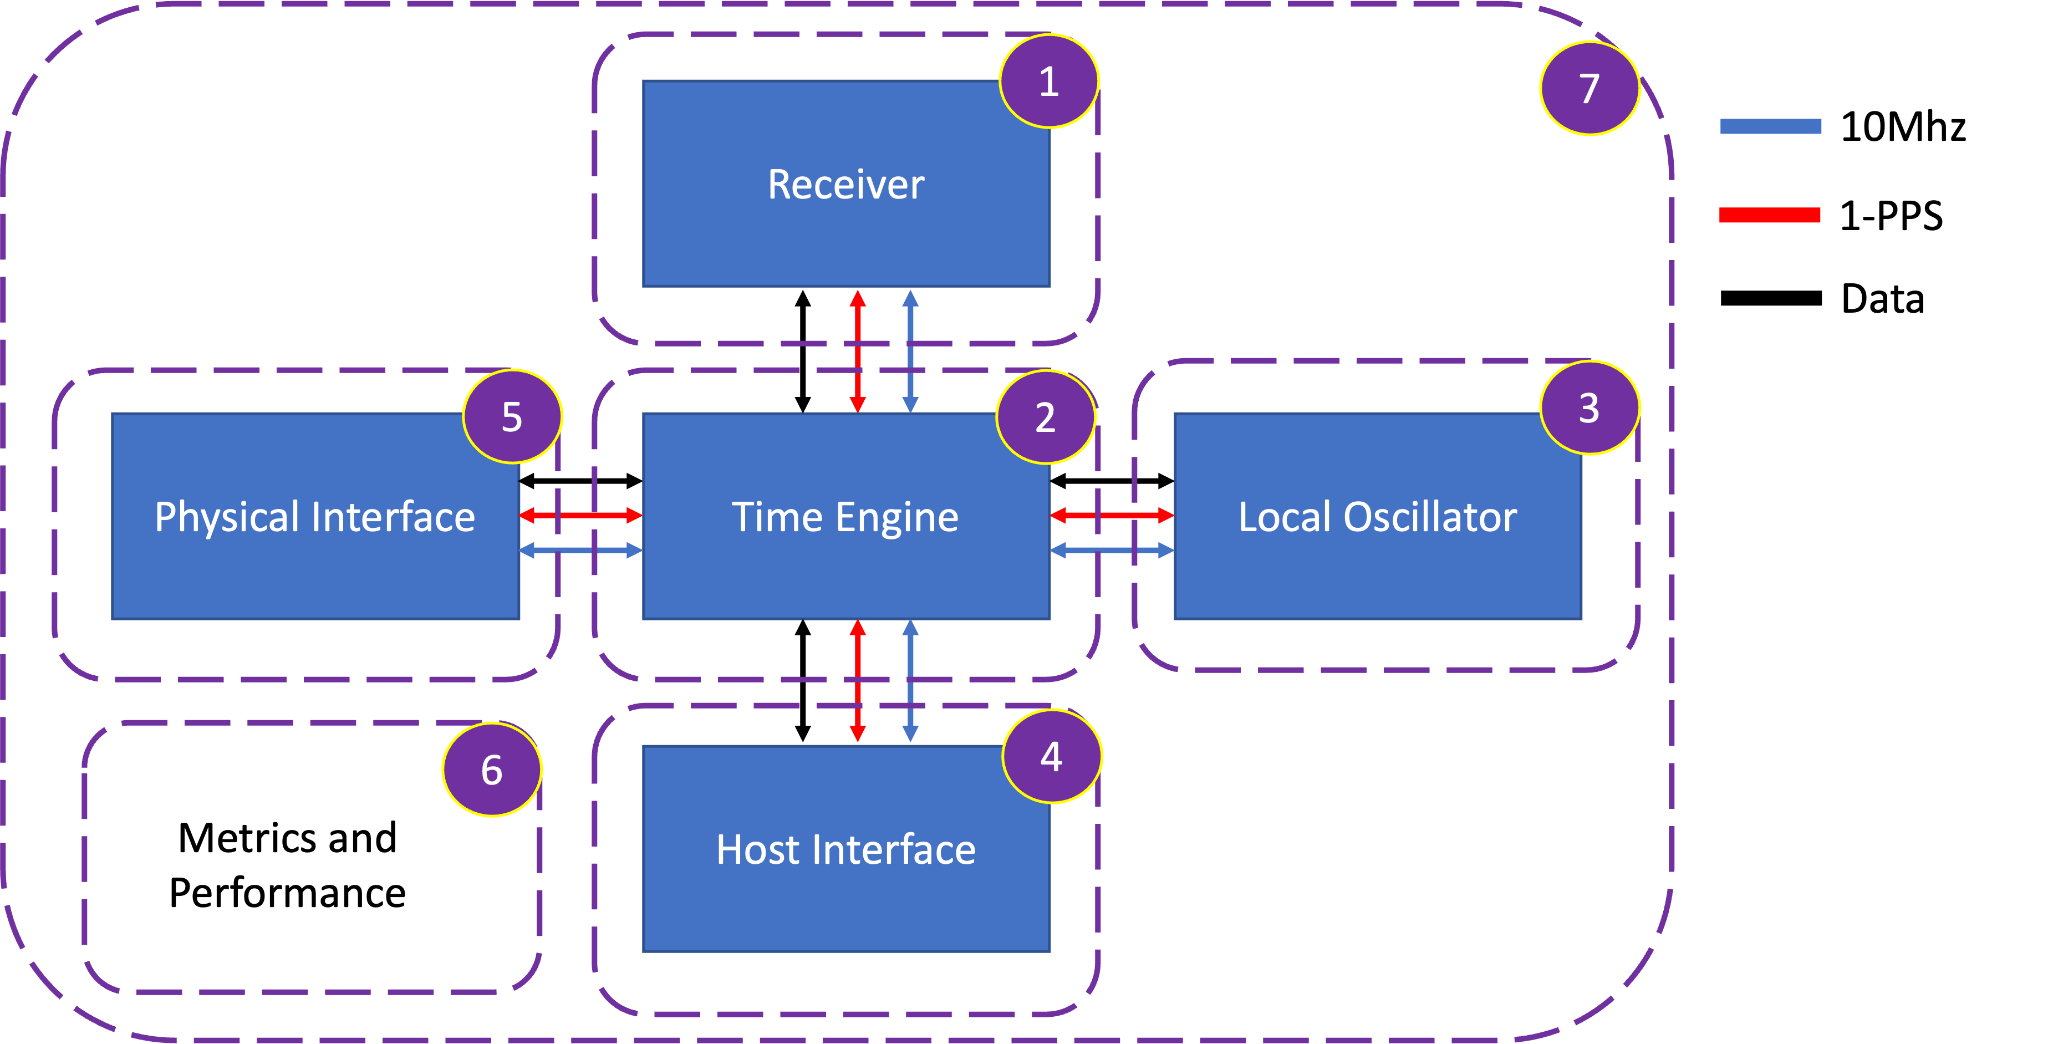 1
7
10Mhz
Receiver
1-PPS
Data
5
2
3
Physical Interface
Time Engine
Local Oscillator
6
4
Metrics and
Performance
Host Interface